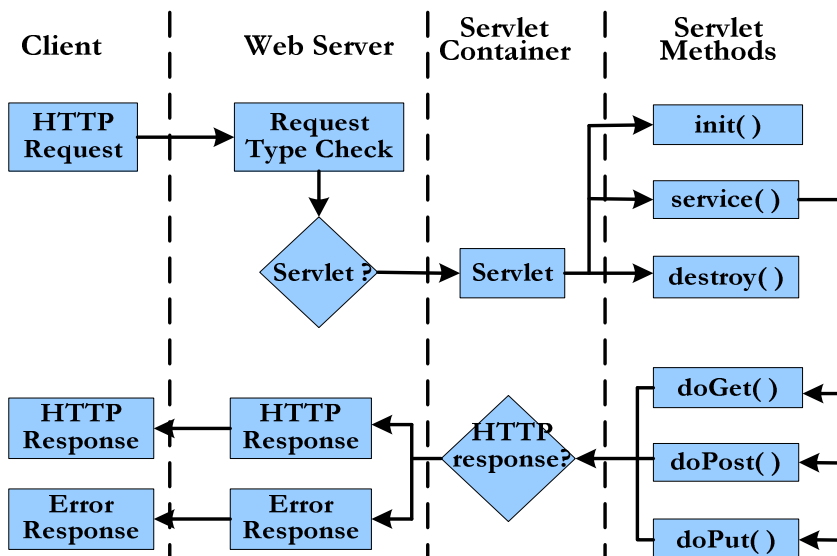 Client
Web Server
Servlet
Container
Servlet
Methods
HTTP
Request
Request
Type Check
init( )
service( )
Servlet ?
Servlet
destroy( )
HTTP
Response
HTTP
Response
HTTP
response?
doGet( )
doPost( )
Error
Response
Error
Response
doPut( )